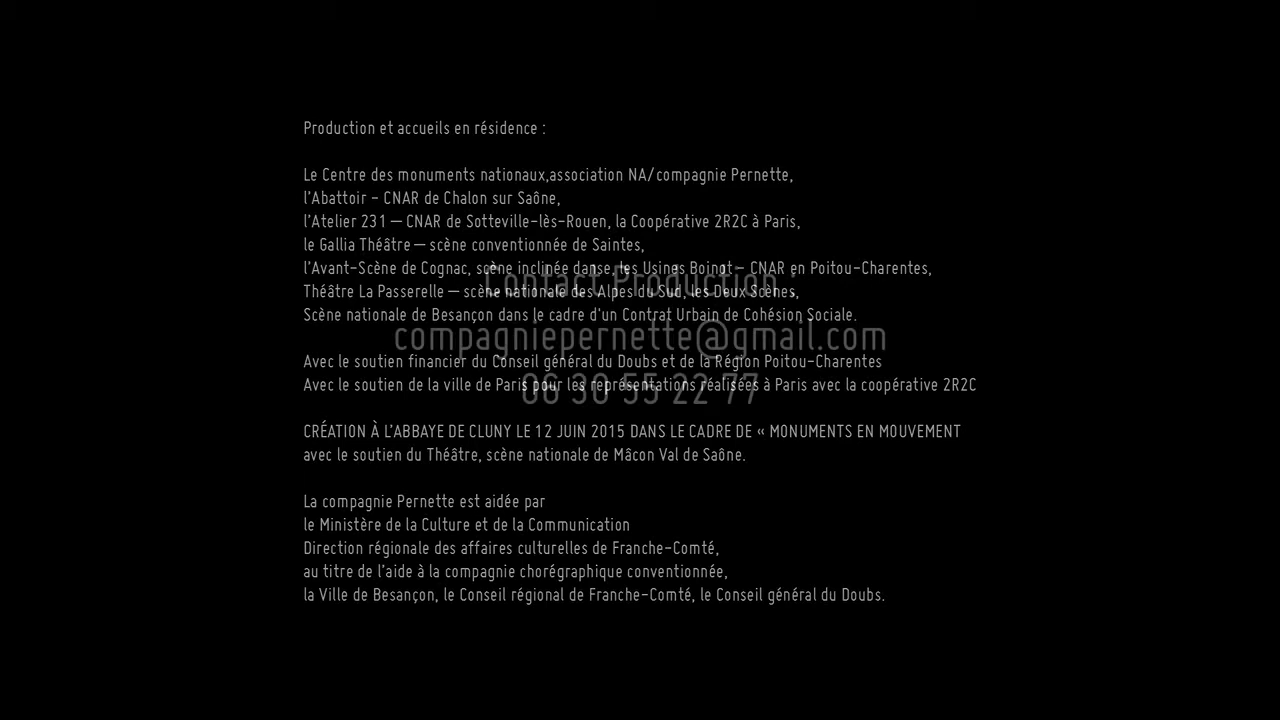 Production et accueils en résidence :
Le Centre des monuments nationaux,association NA/compagnie Pernette,
l'Abattoir - CNAR de Chalon sur Saône,
l'Atelier 231 – CNAR de Sotteville-lès-Rouen, la Coopérative 2R2C à Paris,
le Gallia Théâtre – scène conventionnée de Saintes,
l'Avant-Scène de Cognac, scène inclinée danse, les Usines Boinot – CNAR en Poitou-Charentes,
Théâtre La Passerelle – scène nationale des Alpes du Sud, les Deux Scènes,
Scène nationale de Besançon dans le cadre d'un Contrat Urbain de Cohésion Sociale.
Contact Production :
compagniepernette@gmail.com
06 30 55 22 77
Avec le soutien financier du Conseil général du Doubs et de la Région Poitou-Charentes
Avec le soutien de la ville de Paris pour les représentations réalisées à Paris avec la coopérative 2R2C
CRÉATION À L'ABBAYE DE CLUNY LE 12 JUIN 2015 DANS LE CADRE DE « MONUMENTS EN MOUVEMENT
avec le soutien du Théâtre, scène nationale de Mâcon Val de Saône.
La compagnie Pernette est aidée par
le Ministère de la Culture et de la Communication
Direction régionale des affaires culturelles de Franche-Comté,
au titre de l'aide à la compagnie chorégraphique conventionnée,
la Ville de Besançon, le Conseil régional de Franche-Comté, le Conseil général du Doubs.